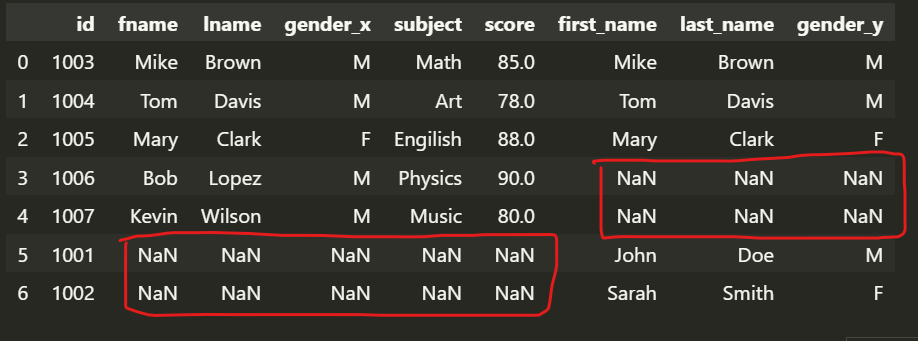 id fname lname gender_x subject score first_name last_name gender_y
0 1003 Mike Brown M Math 85.0 Mike Brown M
1 1004 Tom Davis M Art 78.0 Tom Davis M
2 1005 Mary Clark F Engilish 88.0 Mary Clark F
3 1006 Bob Lopez M Physics 90.0 NaN NaN NaN
4 1007 Kevin Wilson M Music 80.0 NaN NaN NaN
5 1001 NaN NaN NaN NaN NaN John Doe M
6 1002 NaN NaN NaN NaN NaN Sarah Smith F